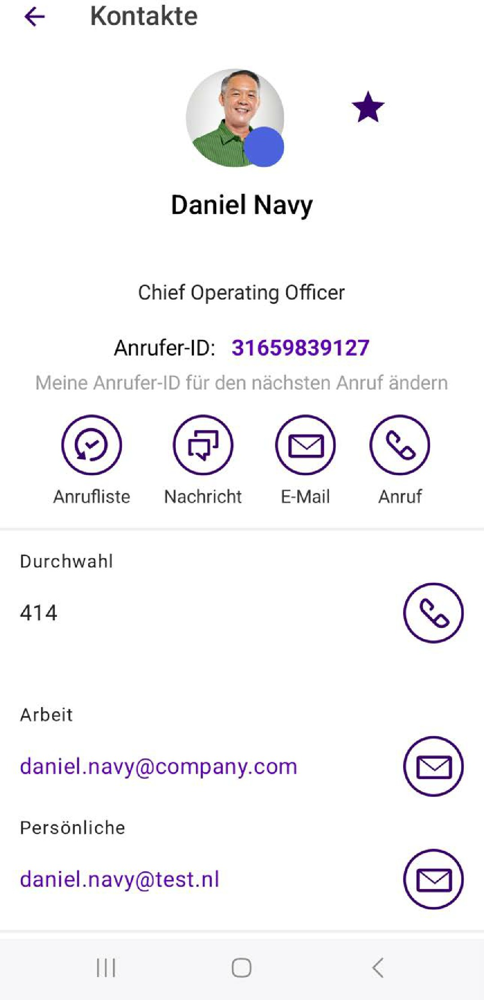 Kontakte
Daniel Navy
Chief Operating Officer
Anrufer-ID: 31659839127
Meine Anrufer-ID für den nächsten Anruf ändern
Anrufliste Nachricht E-Mail Anruf
Durchwahl
414
Arbeit
daniel.navy@company.com
Persönliche
daniel.navy@test.nl